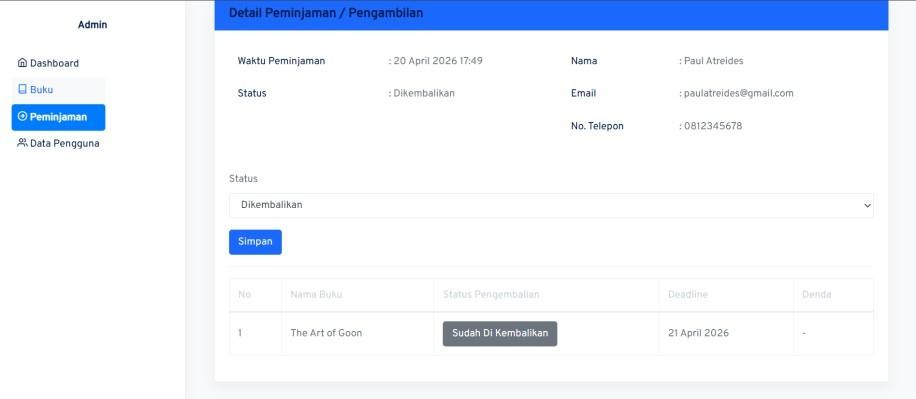 Admin
Dashboard
Buku
Peminjaman
Data Pengguna
Detail Peminjaman / Pengambilan
Waktu Peminjaman : 20 April 2026 17:49
Nama : Paul Atreides
Status : Dikembalikan
Email : paulatreides@gmail.com
No. Telepon : 0812345678
Status
Dikembalikan
Simpan
No Nama Buku Status Pengembalian Deadline Denda
1 The Art of Goon Sudah Di Kembalikan 21 April 2026 -